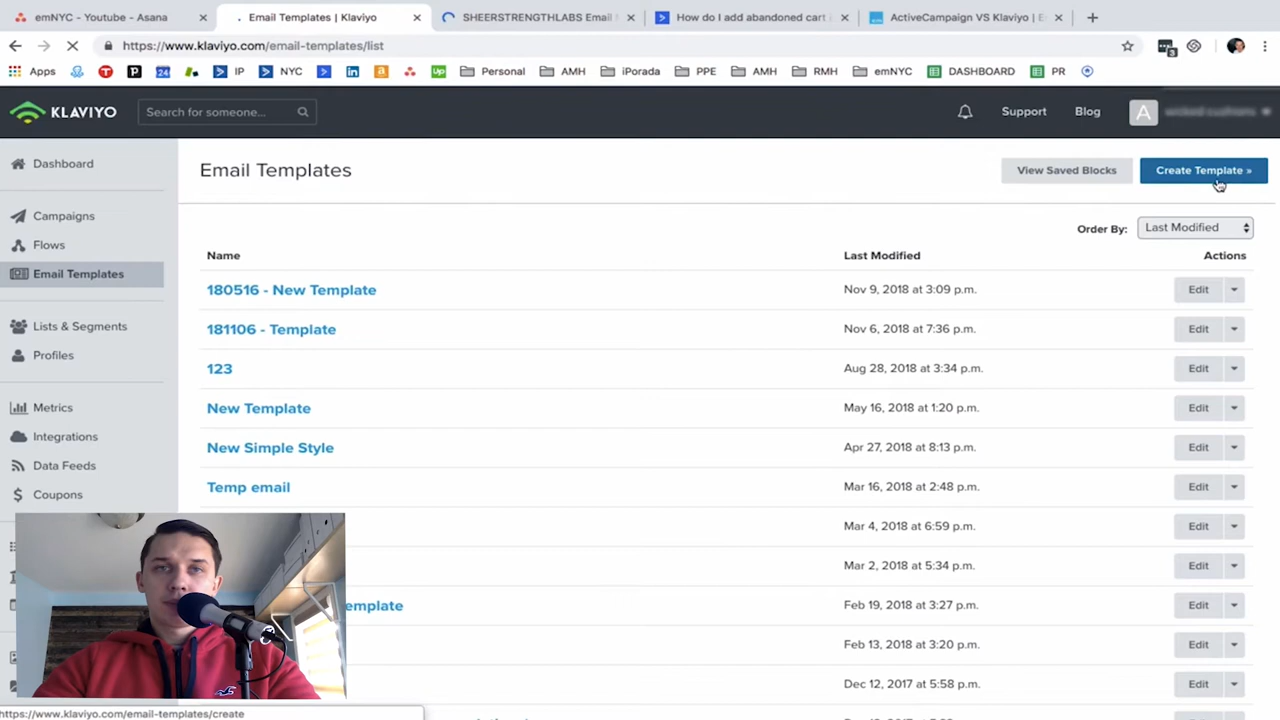 emNYC - Youtube - Asana
Email Templates | Klaviyo
SHEERSTRENGTHLABS Email M
How do I add abandoned cart
ActiveCampaign VS Klaviyo | E
https://www.klaviyo.com/email-templates/list
3
Apps
24
IP
NYC
Up
Personal
AMH
iPorada
PPE
AMH
RMH
emNYC
DASHBOARD
PR
KLAVIYO
Search for someone...
Support
Blog
A
Dashboard
Campaigns
Flows
Email Templates
Lists & Segments
Profiles
Metrics
Integrations
Data Feeds
Coupons
Email Templates
View Saved Blocks
Create Template »
Order By:
Last Modified
Name
Last Modified
Actions
180516 - New Template
Nov 9, 2018 at 3:09 p.m.
Edit
181106 - Template
Nov 6, 2018 at 7:36 p.m.
Edit
123
Aug 28, 2018 at 3:34 p.m.
Edit
New Template
May 16, 2018 at 1:20 p.m.
Edit
New Simple Style
Apr 27, 2018 at 8:13 p.m.
Edit
Temp email
Mar 16, 2018 at 2:48 p.m.
Edit
Mar 4, 2018 at 6:59 p.m.
Edit
Mar 2, 2018 at 5:34 p.m.
Edit
emplate
Feb 19, 2018 at 3:27 p.m.
Edit
Feb 13, 2018 at 3:20 p.m.
Edit
Dec 12, 2017 at 5:58 p.m.
Edit
https://www.klaviyo.com/email-templates/create